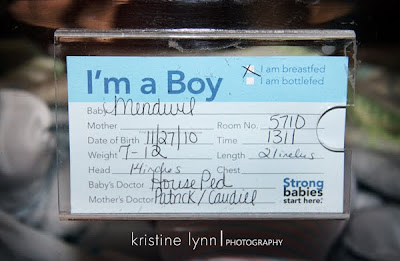 I'm a Boy
I am breastfed
I am bottlefed
Baby Mendivil
Mother Room No. 5710
Date of Birth 11/27/10 Time 1311
Weight 7-12 Length 21 inches
Head 14 inches Chest
Baby's Doctor House Ped
Mother's Doctor Patrick/Caudiel
Strong
babies
start here.
kristine lynn | PHOTOGRAPHY